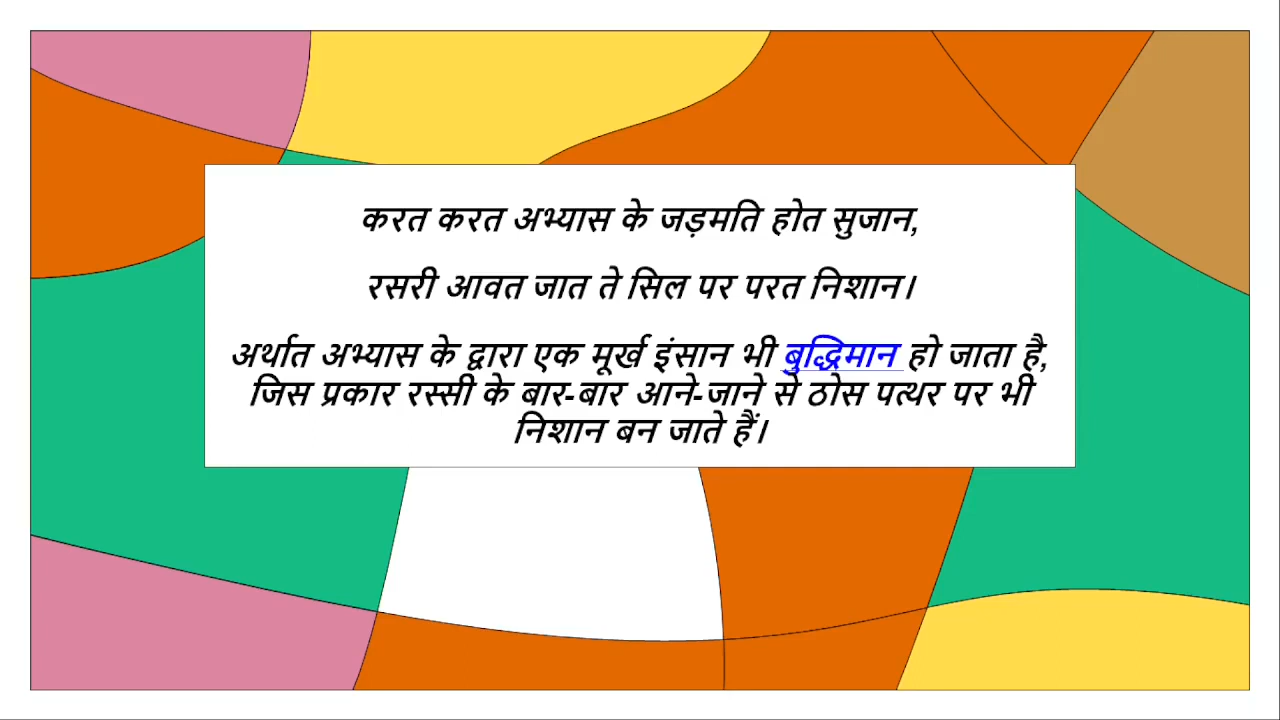 करत करत अभ्यास के जड़मति होत सुजान,
रसरी आवत जात ते सिल पर परत निशान।
अर्थात अभ्यास के द्वारा एक मूर्ख इंसान भी बुद्धिमान हो जाता है,
जिस प्रकार रस्सी के बार-बार आने-जाने से ठोस पत्थर पर भी
निशान बन जाते हैं।